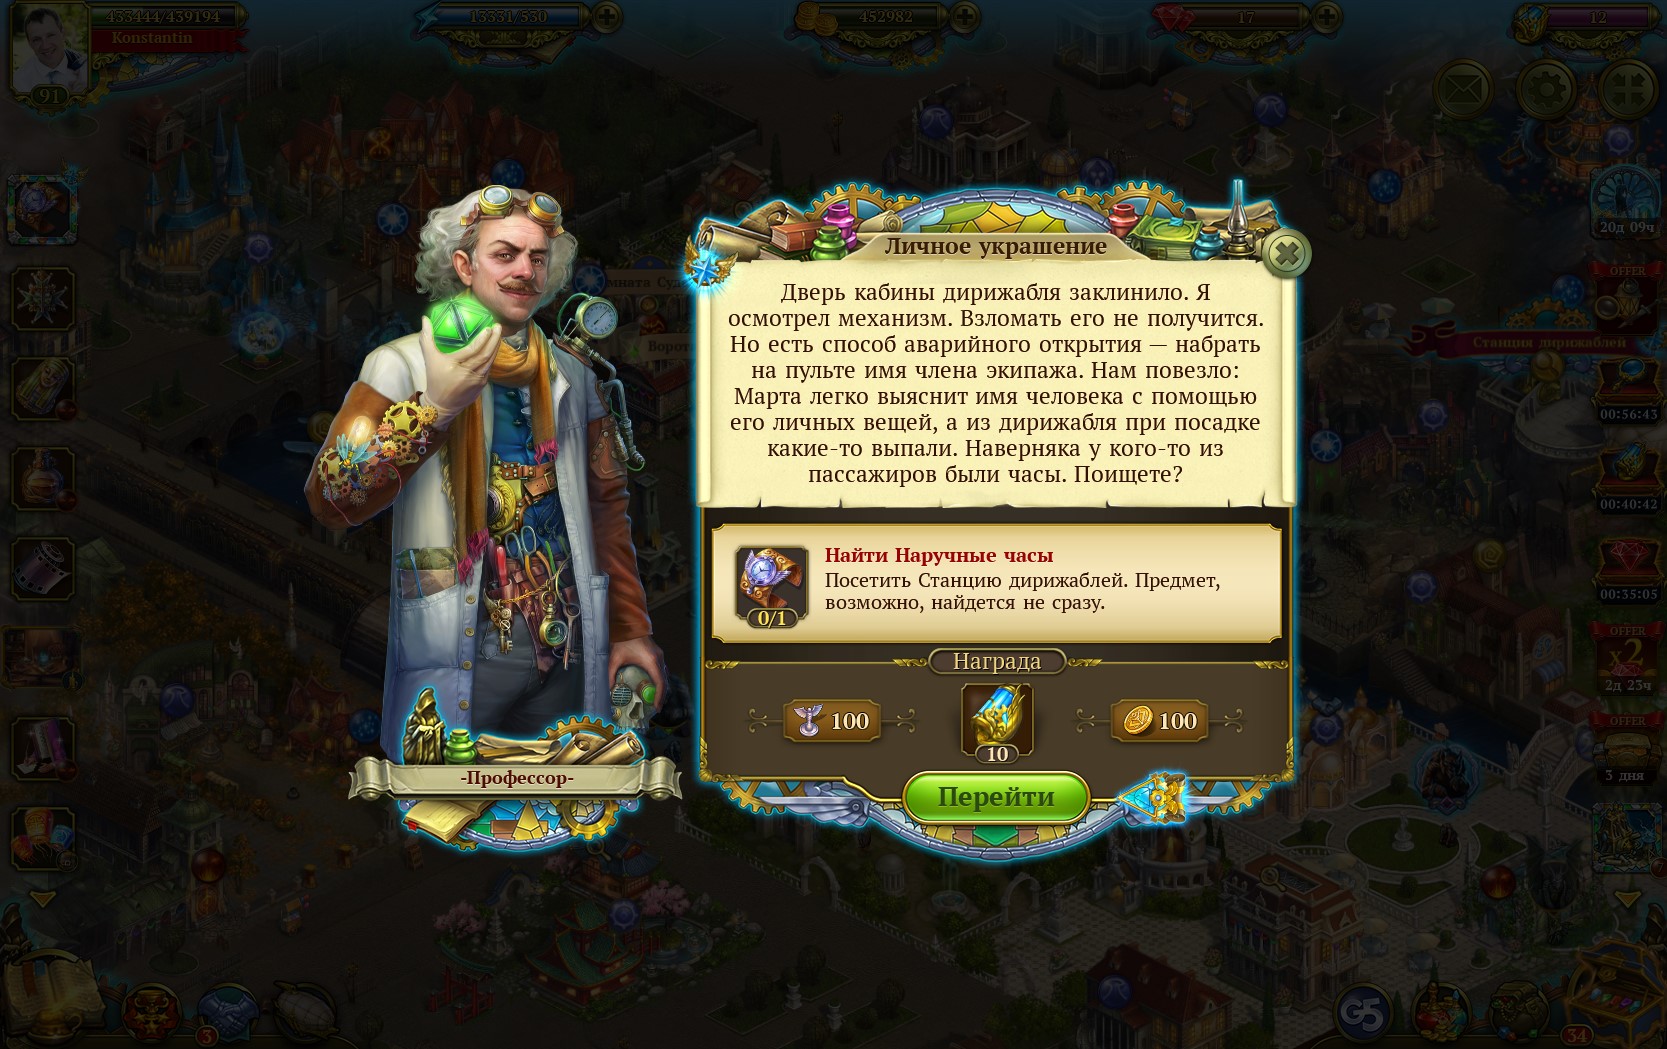 433444/439194
13331/530
452982
17
12
Konstantin
91
20д 09ч
OFFER
Станция дирижаблей
00:56:43
00:40:42
00:35:05
OFFER
x2
2д 23ч
OFFER
3 дня
Личное украшение
Дверь кабины дирижабля заклинило. Я
осмотрел механизм. Взломать его не получится.
Но есть способ аварийного открытия — набрать
на пульте имя члена экипажа. Нам повезло:
Марта легко выяснит имя человека с помощью
его личных вещей, а из дирижабля при посадке
какие-то выпали. Наверняка у кого-то из
пассажиров были часы. Поищете?
Найти Наручные часы
Посетить Станцию дирижаблей. Предмет,
возможно, найдется не сразу.
0/1
Награда
100
10
100
Перейти
-Профессор-
3
G5
34